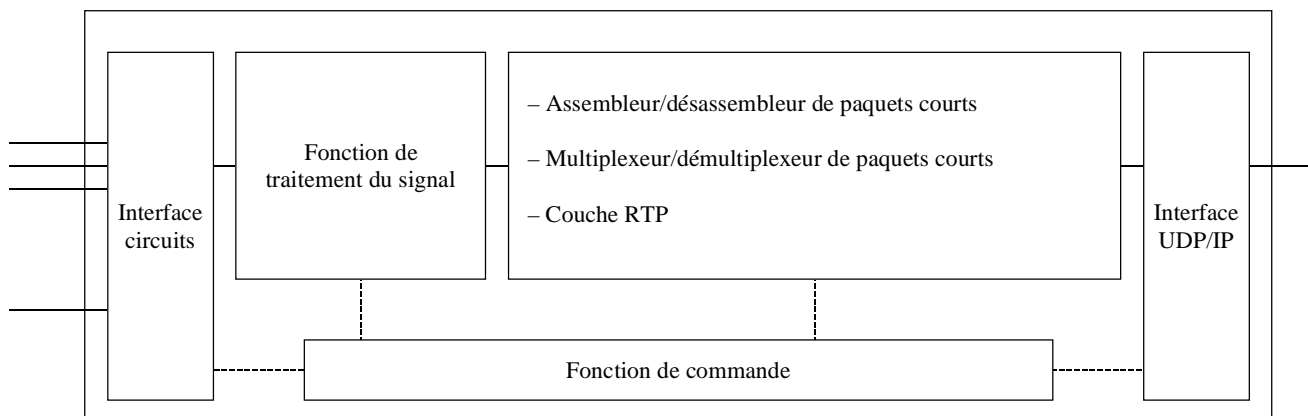 Interface
circuits
Fonction de
traitement du signal
– Assembleur/désassembleur de paquets courts
– Multiplexeur/démultiplexeur de paquets courts
– Couche RTP
Interface
UDP/IP
Fonction de commande